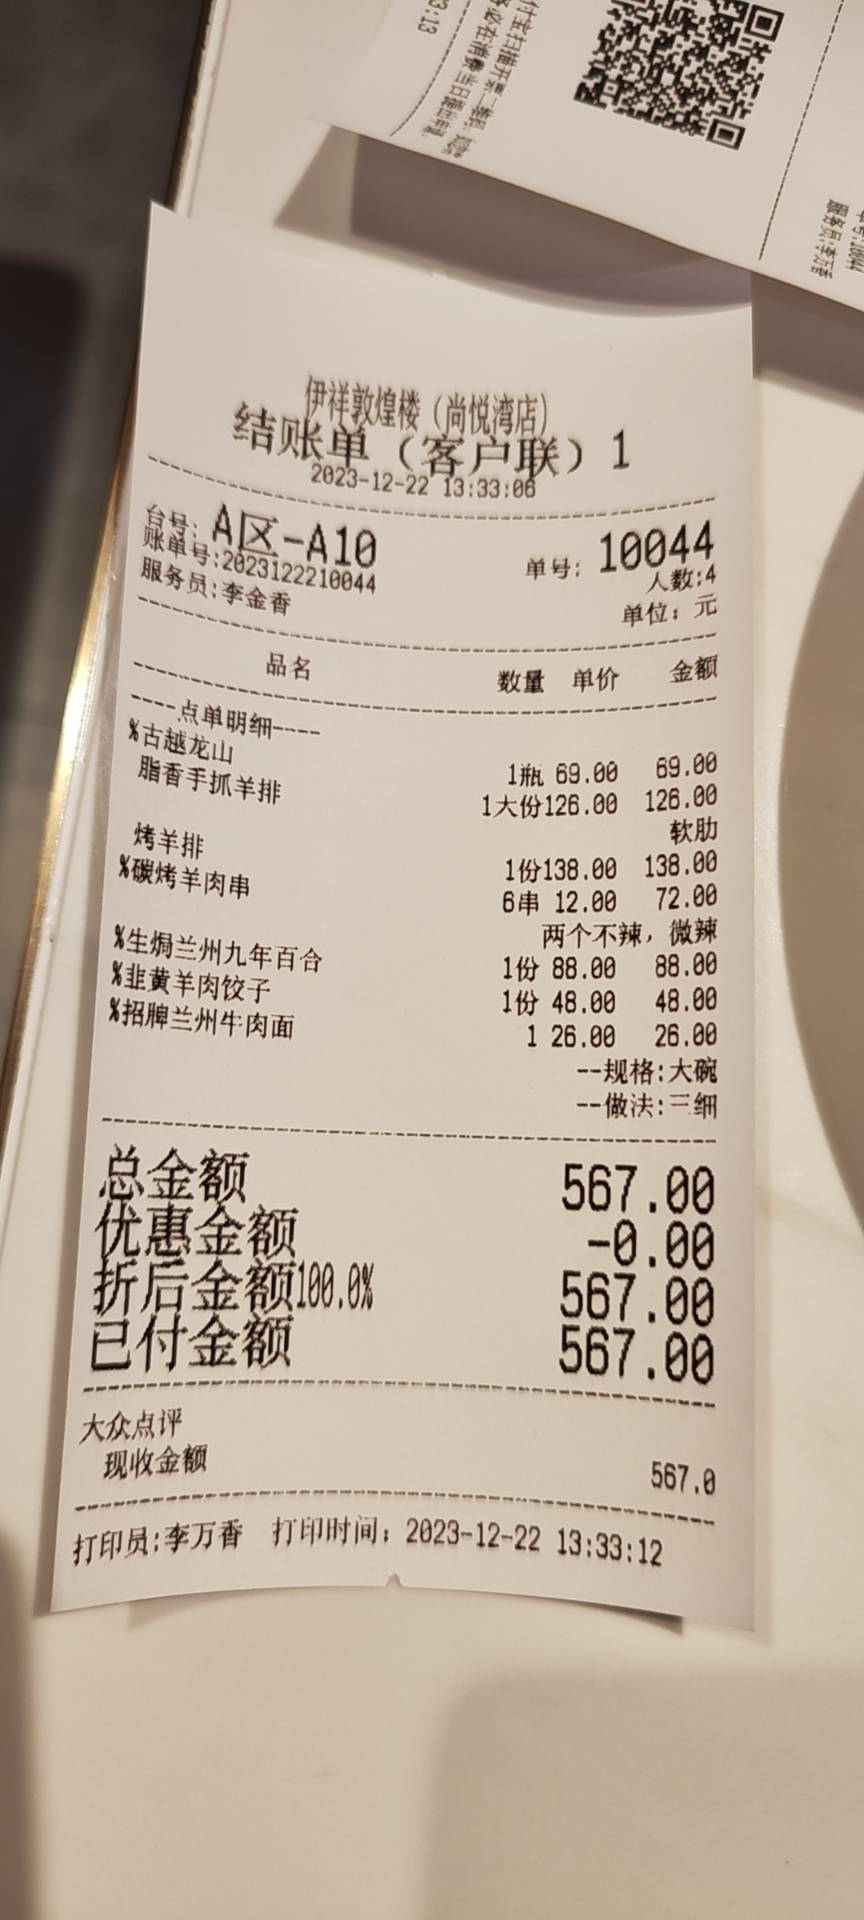 3:13
伊祥敦煌楼（尚悦湾店）
结账单（客户联）1
2023-12-22 13:33:06
台号: A区-A10 单号: 10044
账单号:2023122210044 人数:4
服务员:李金香 单位: 元
品名 数量 单价 金额
----点单明细----
%古越龙山 1瓶 69.00 69.00
脂香手抓羊排 1大份126.00 126.00
软肋
烤羊排 1份138.00 138.00
%碳烤羊肉串 6串 12.00 72.00
两个不辣, 微辣
%生焗兰州九年百合 1份 88.00 88.00
%韭黄羊肉饺子 1份 48.00 48.00
%招牌兰州牛肉面 1 26.00 26.00
--规格:大碗
--做法:三细
总金额 567.00
优惠金额 -0.00
折后金额100.0% 567.00
已付金额 567.00
大众点评
现收金额 567.0
打印员:李万香 打印时间: 2023-12-22 13:33:12
10044
服务员:李万香